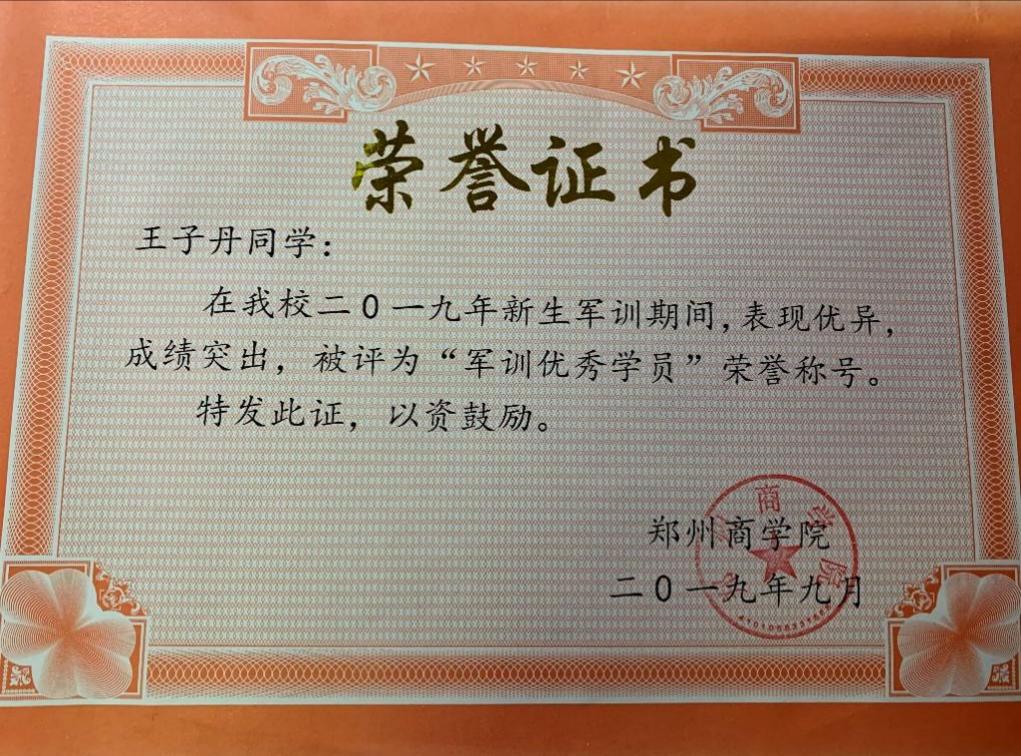 荣誉证书
王子丹同学：
在我校二〇一九年新生军训期间，表现优异，
成绩突出，被评为“军训优秀学员”荣誉称号。
特发此证，以资鼓励。
郑州商学院
二〇一九年九月
商学院